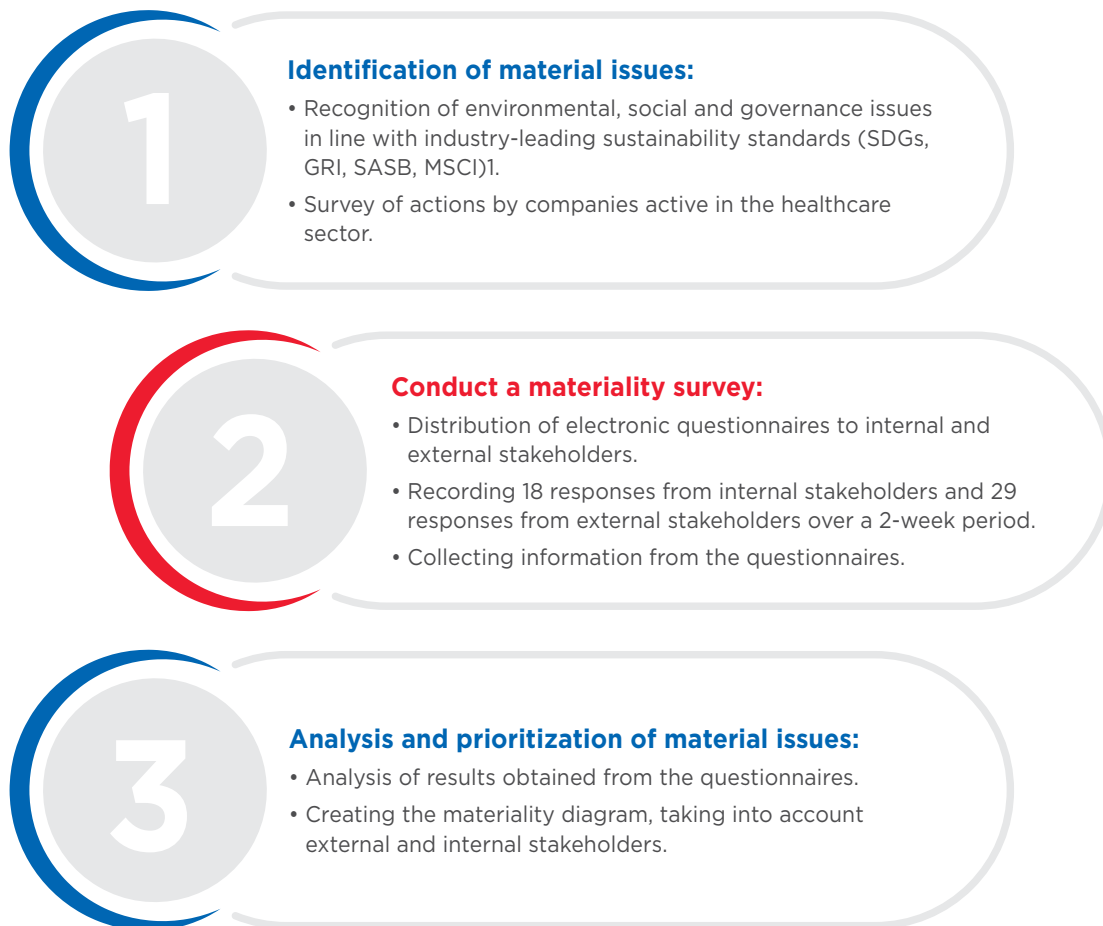 1
Identification of material issues:
• Recognition of environmental, social and governance issues
in line with industry-leading sustainability standards (SDGs,
GRI, SASB, MSCI)1.
• Survey of actions by companies active in the healthcare
sector.
2
Conduct a materiality survey:
• Distribution of electronic questionnaires to internal and
external stakeholders.
• Recording 18 responses from internal stakeholders and 29
responses from external stakeholders over a 2-week period.
• Collecting information from the questionnaires.
3
Analysis and prioritization of material issues:
• Analysis of results obtained from the questionnaires.
• Creating the materiality diagram, taking into account
external and internal stakeholders.